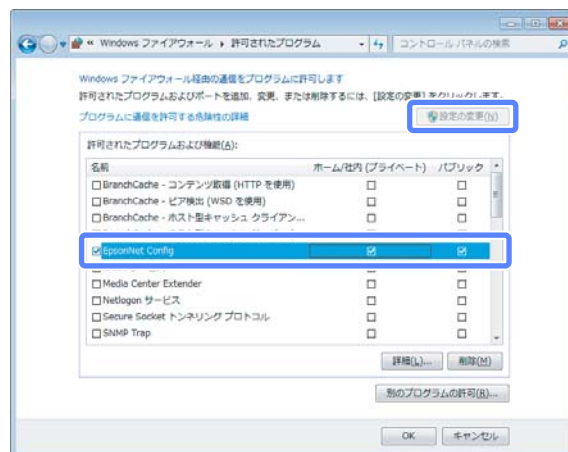 « Windows ファイアウォール ▸ 許可されたプログラム
コントロール パネルの検索
Windows ファイアウォール経由の通信をプログラムに許可します
許可されたプログラムおよびポートを追加、変更、または削除するには、[設定の変更] をクリックします。
プログラムに通信を許可する危険性の詳細
設定の変更(N)
許可されたプログラムおよび機能(A):
名前 ホーム/社内 (プライベート) パブリック
BranchCache - コンテンツ取得 (HTTP を使用)
BranchCache - ピア検出 (WSD を使用)
BranchCache - ホスト型キャッシュ クライアン...
EpsonNet Config
Media Center Extender
Netlogon サービス
Secure Socket トンネリング プロトコル
SNMP Trap
詳細(L)... 削除(M)
別のプログラムの許可(R)...
OK キャンセル